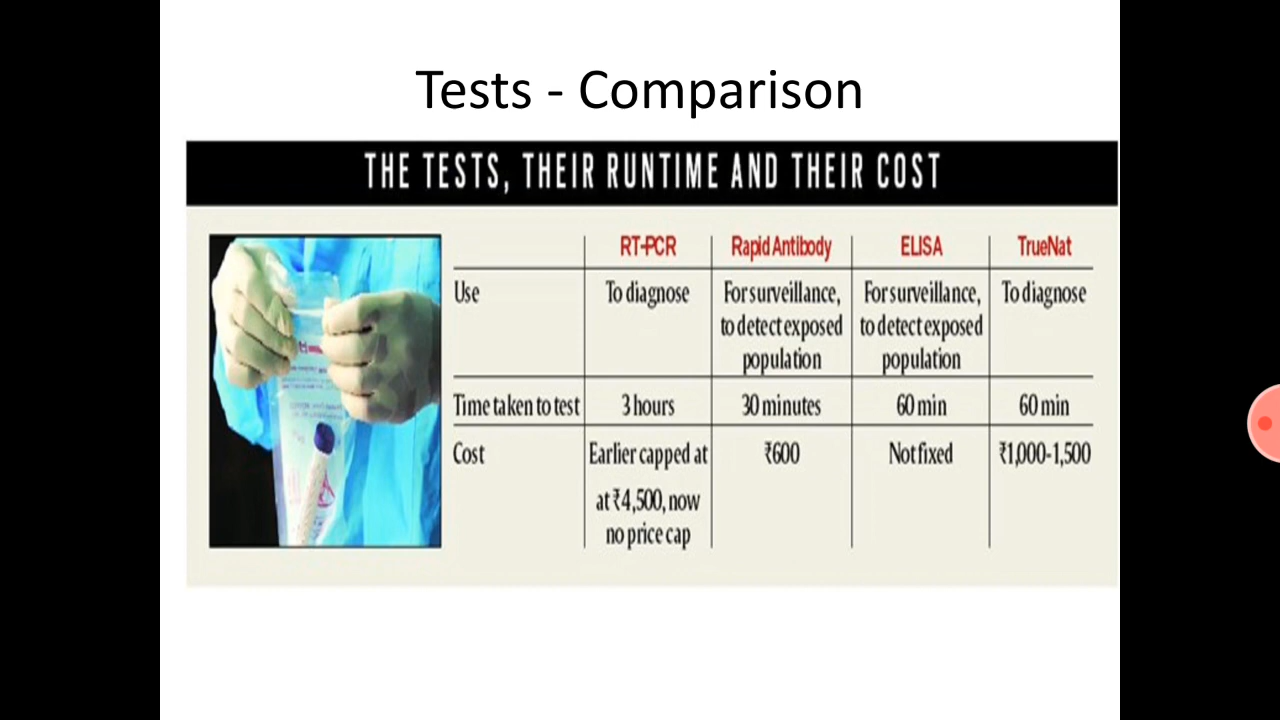 Tests - Comparison
THE TESTS, THEIR RUNTIME AND THEIR COST
RT-PCR Rapid Antibody ELISA TrueNat
Use To diagnose For surveillance, For surveillance, To diagnose
to detect exposed to detect exposed
population population
Time taken to test 3 hours 30 minutes 60 min 60 min
Cost Earlier capped at ₹600 Not fixed ₹1,000-1,500
at ₹4,500, now
no price cap